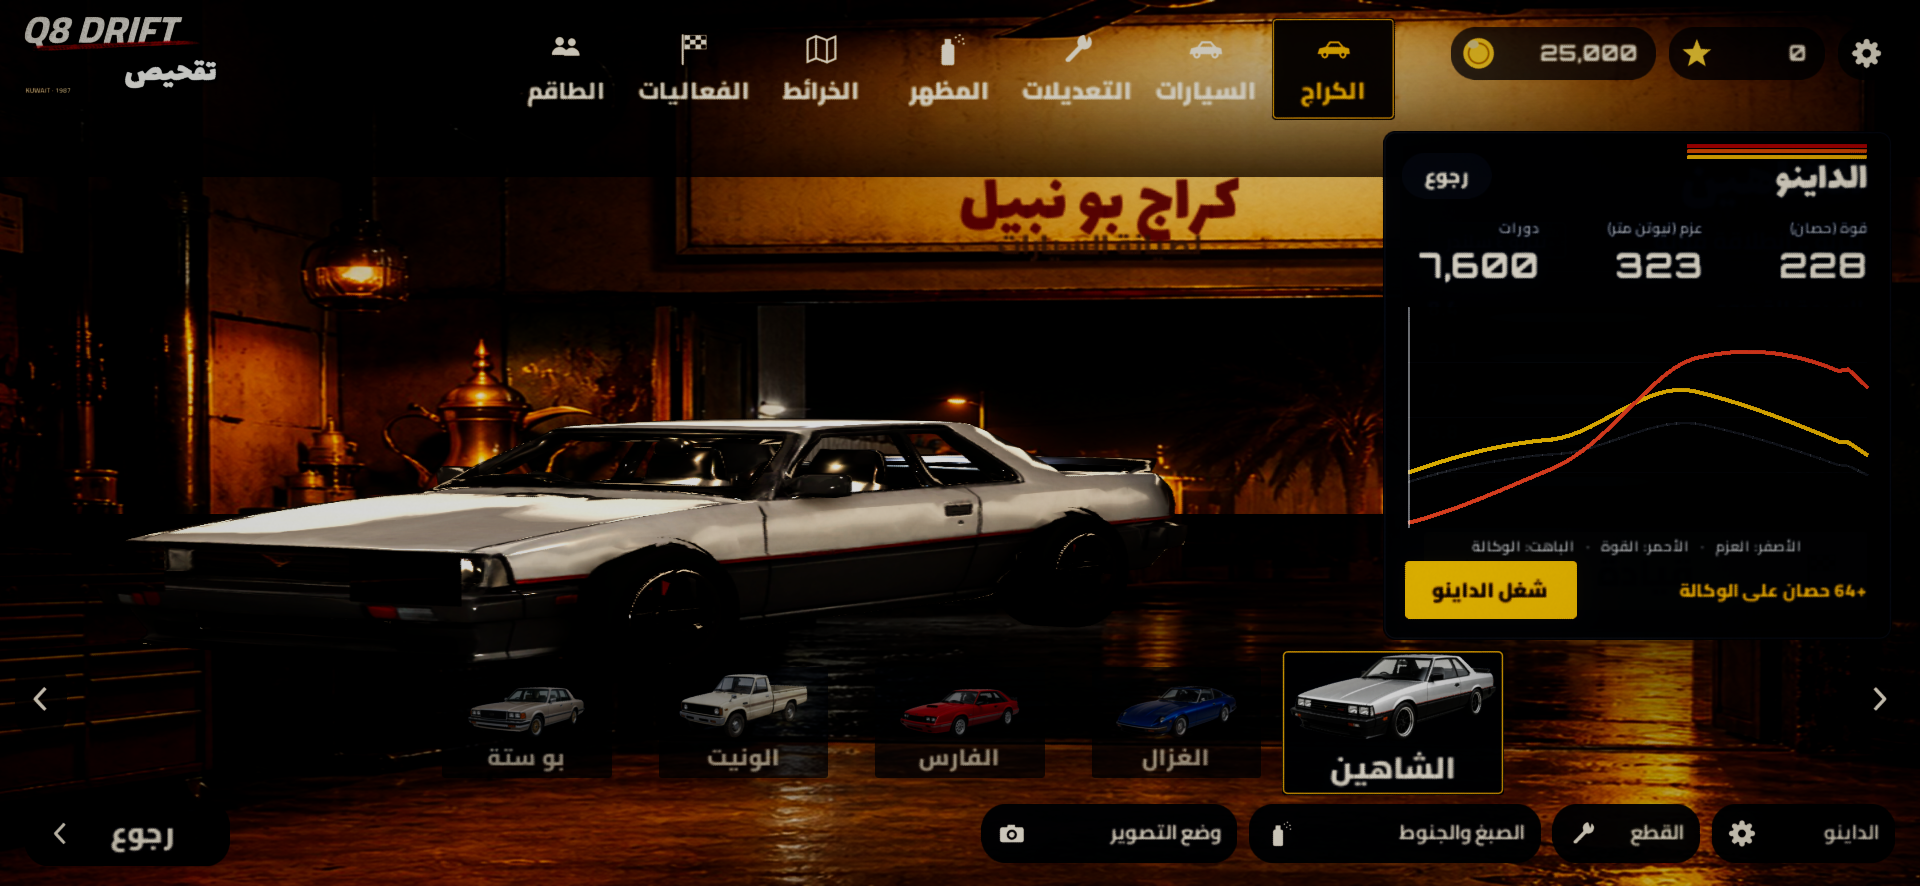 Q8 DRIFT
تفحيص
KUWAIT · 1987
الكراج
السيارات
التعديلات
المظهر
الخرائط
الفعاليات
الطاقم
25,000
0
كراج بو نبيل
لصيانة السيارات
الداينو
رجوع
قوة (حصان) عزم (نيوتن متر) دورات
228 323 7,600
الأصفر: العزم • الأحمر: القوة • الباهت: الوكالة
+64 حصان على الوكالة
شغل الداينو
الشاهين
الغزال
الفارس
الونيت
بو ستة
الداينو
القطع
الصبغ والجنوط
وضع التصوير
رجوع